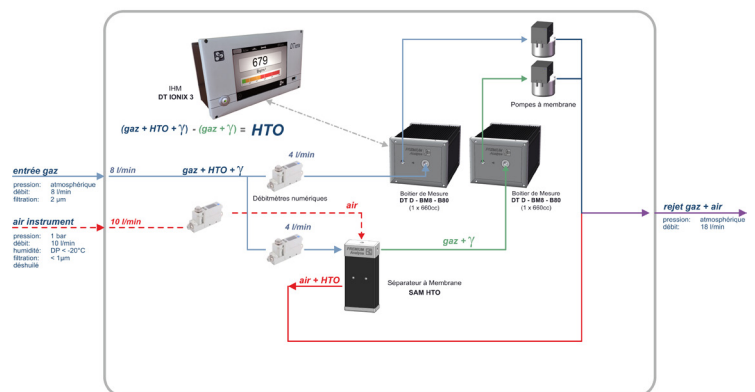 679
IHM
DT IONIX 3
(gaz + HTO + γ) - (gaz + γ) = HTO
Pompes à membrane
entrée gaz
pression: atmosphérique
débit: 8 l/min
filtration: 2 µm
8 l/min
gaz + HTO + γ
4 l/min
Débitmètres numériques
Boitier de Mesure
DT D - BM8 - B80
(1 x 660cc)
Boitier de Mesure
DT D - BM8 - B80
(1 x 660cc)
air instrument
pression: 1 bar
débit: 10 l/min
humidité: DP < -20°C
filtration: < 1µm
déshuilé
10 l/min
air
4 l/min
gaz + γ
air + HTO
Séparateur à Membrane
SAM HTO
rejet gaz + air
pression: atmosphérique
débit: 18 l/min